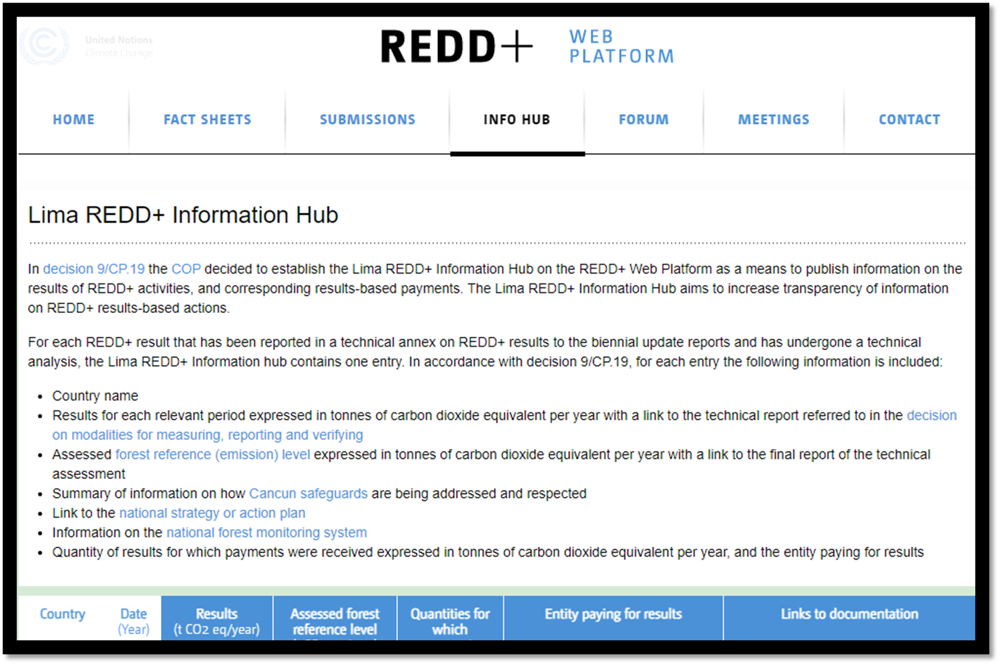 United Nations
Climate Change
REDD+
WEB
PLATFORM
HOME
FACT SHEETS
SUBMISSIONS
INFO HUB
FORUM
MEETINGS
CONTACT
Lima REDD+ Information Hub
In decision 9/CP.19 the COP decided to establish the Lima REDD+ Information Hub on the REDD+ Web Platform as a means to publish information on the
results of REDD+ activities, and corresponding results-based payments. The Lima REDD+ Information Hub aims to increase transparency of information
on REDD+ results-based actions.
For each REDD+ result that has been reported in a technical annex on REDD+ results to the biennial update reports and has undergone a technical
analysis, the Lima REDD+ Information hub contains one entry. In accordance with decision 9/CP.19, for each entry the following information is included:
• Country name
• Results for each relevant period expressed in tonnes of carbon dioxide equivalent per year with a link to the technical report referred to in the decision
on modalities for measuring, reporting and verifying
• Assessed forest reference (emission) level expressed in tonnes of carbon dioxide equivalent per year with a link to the final report of the technical
assessment
• Summary of information on how Cancun safeguards are being addressed and respected
• Link to the national strategy or action plan
• Information on the national forest monitoring system
• Quantity of results for which payments were received expressed in tonnes of carbon dioxide equivalent per year, and the entity paying for results
Country
Date
(Year)
Results
(t CO2 eq/year)
Assessed forest
reference level
Quantities for
which
Entity paying for results
Links to documentation